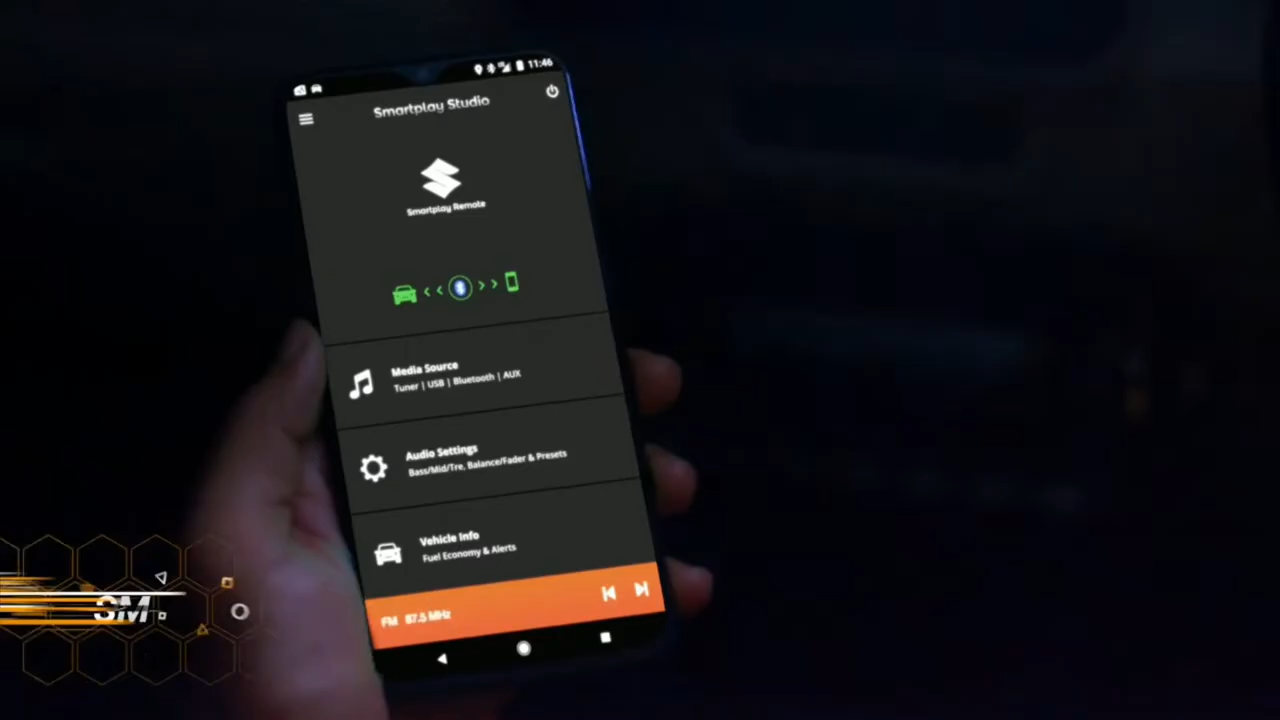 11:46
Smartplay Studio
Smartplay Remote
Media Source
Tuner | USB | Bluetooth | AUX
Audio Settings
Bass/Mid/Tre, Balance/Fader & Presets
Vehicle Info
Fuel Economy & Alerts
FM 87.5 MHz
SM